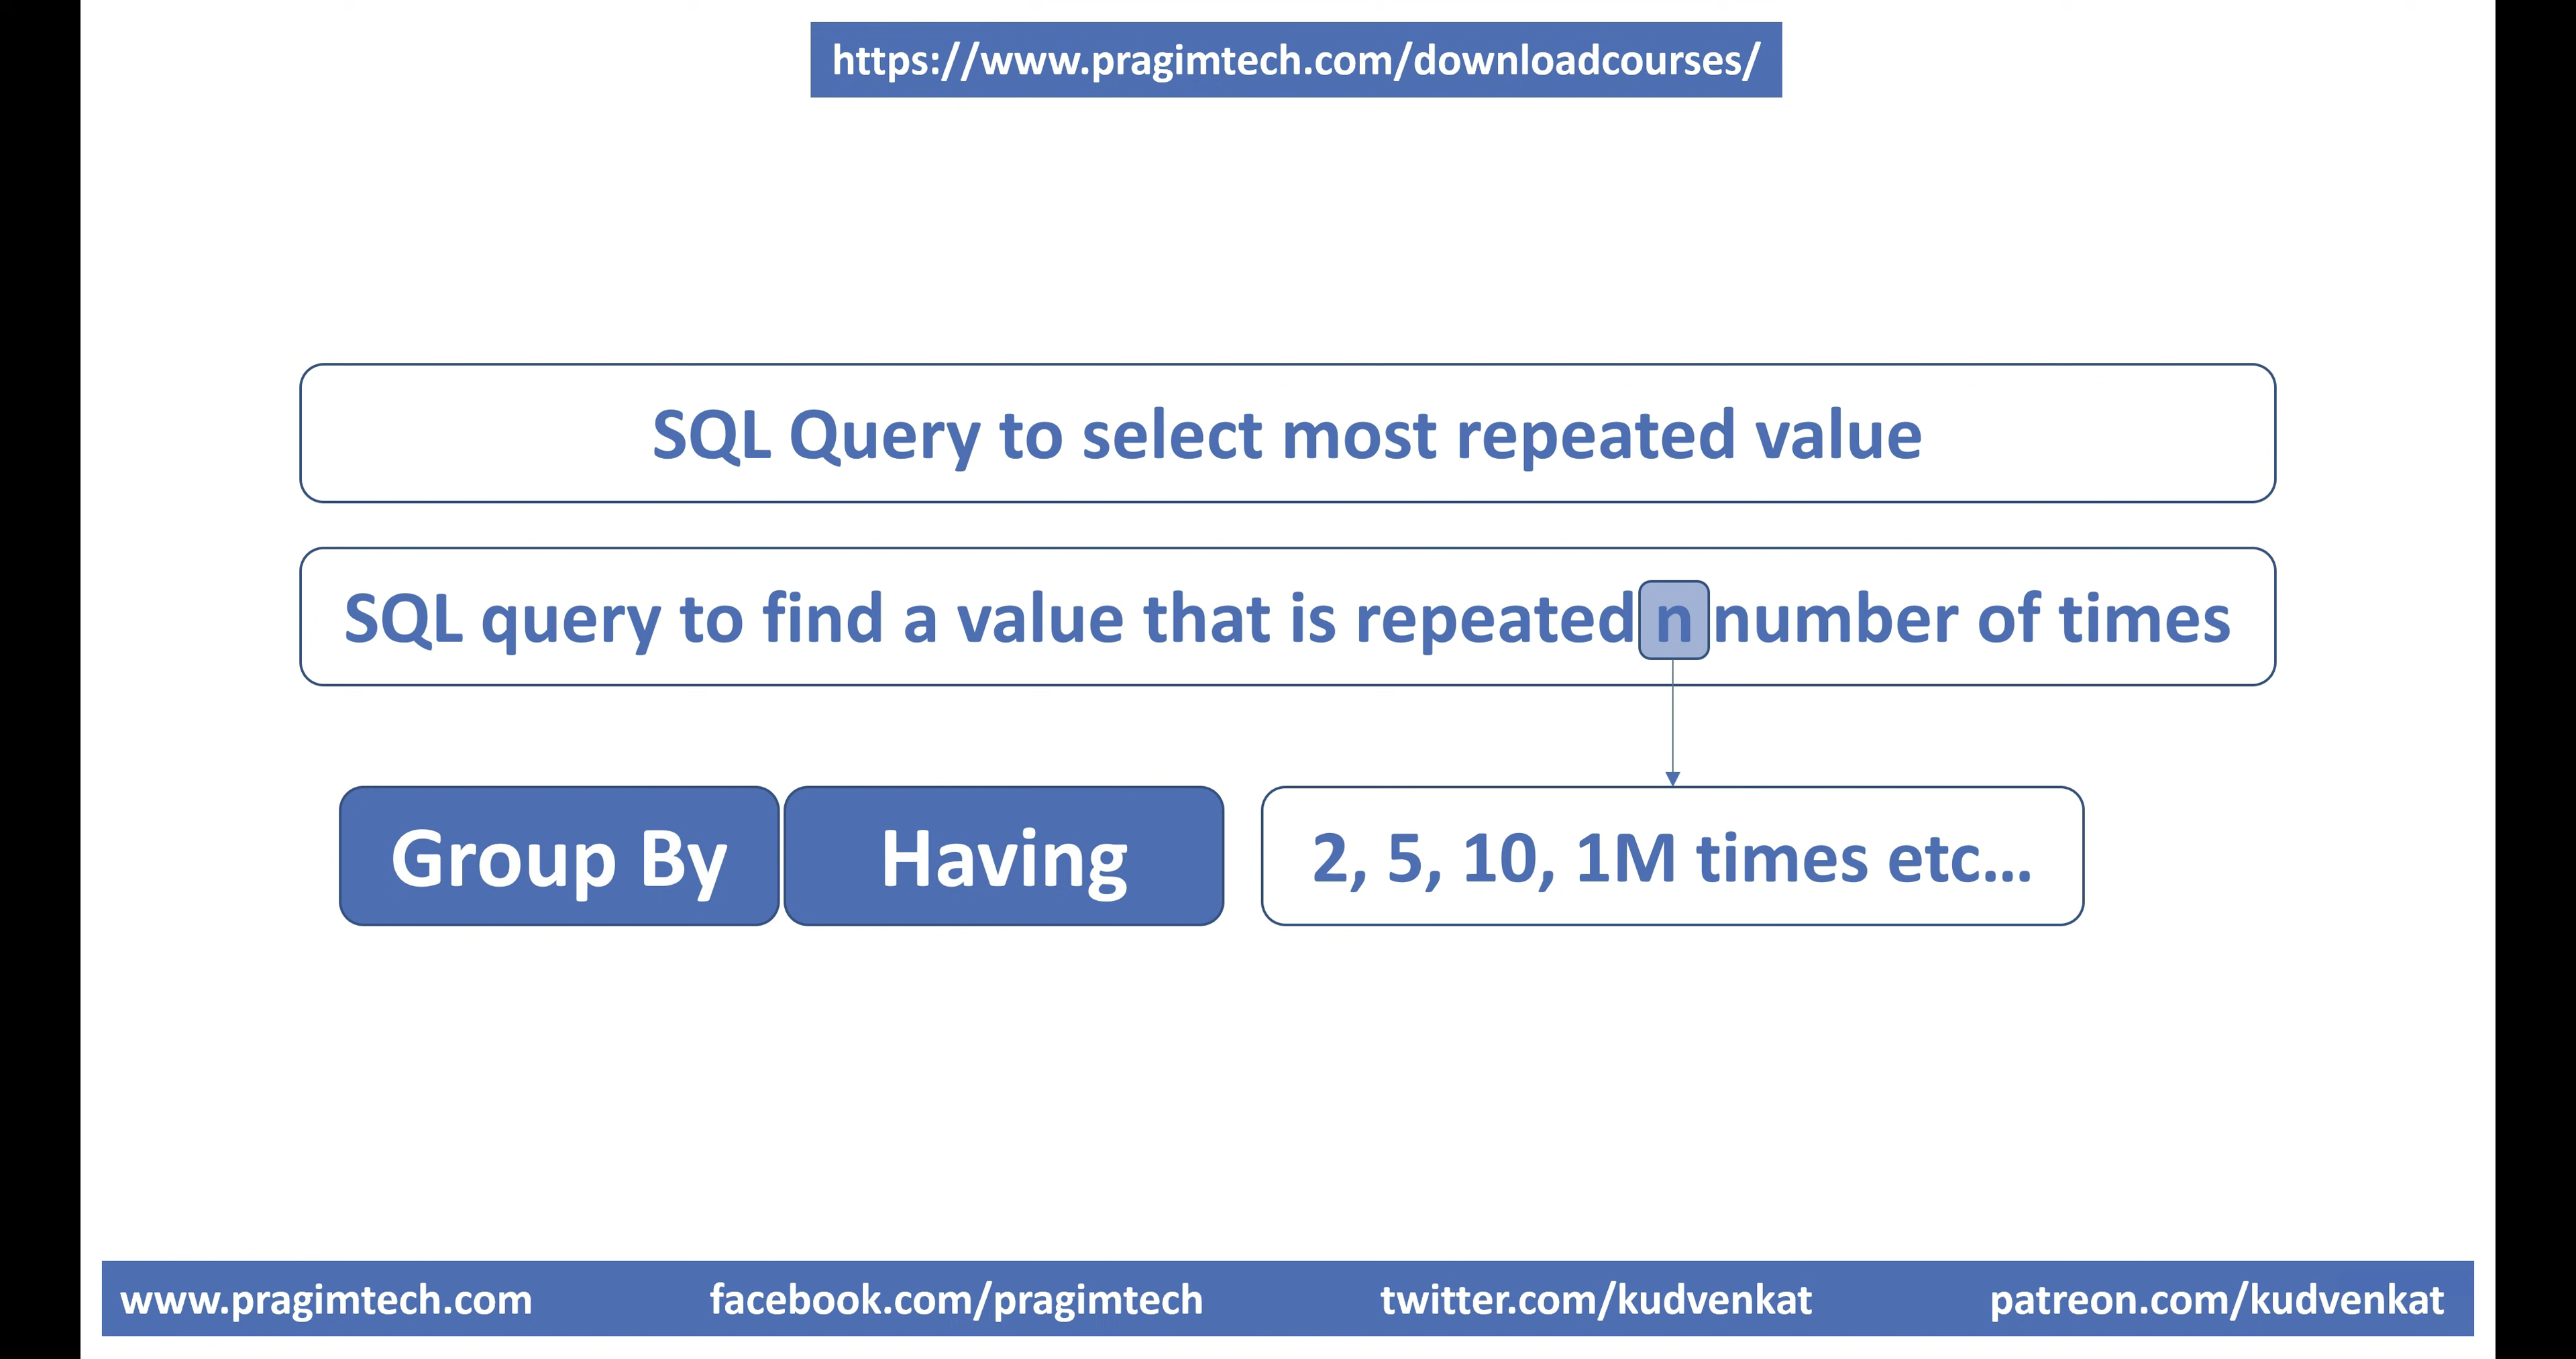 https://www.pragimtech.com/downloadcourses/
SQL Query to select most repeated value
SQL query to find a value that is repeated n number of times
Group By Having 2, 5, 10, 1M times etc...
www.pragimtech.com facebook.com/pragimtech twitter.com/kudvenkat patreon.com/kudvenkat